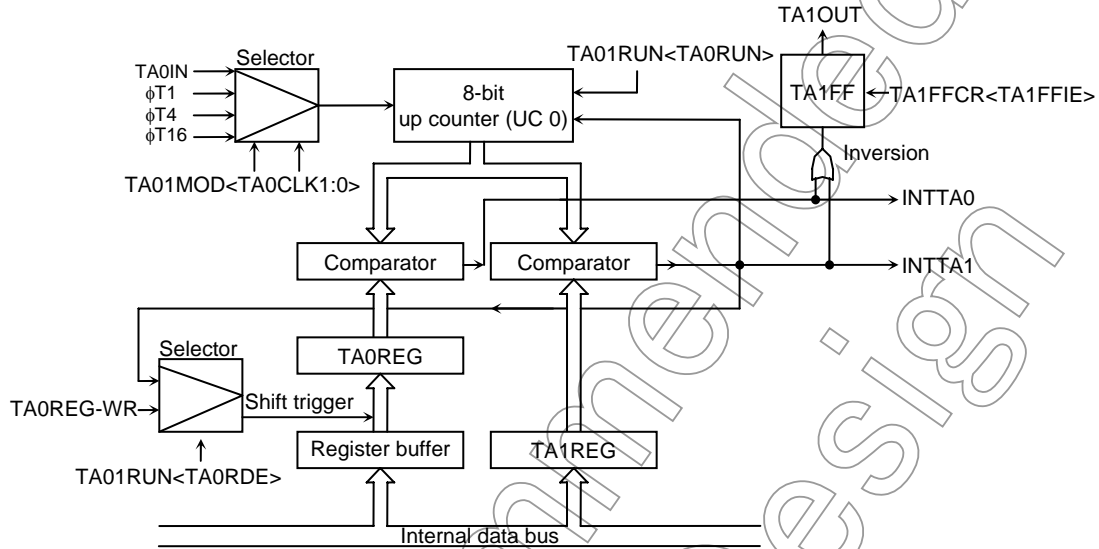 TA1OUT
Selector
TA01RUN<TA0RUN>
TA0IN
φT1
φT4
φT16
8-bit
up counter (UC 0)
TA1FF
TA1FFCR<TA1FFIE>
Inversion
TA01MOD<TA0CLK1:0>
INTTA0
Comparator
Comparator
INTTA1
Selector
TA0REG
TA0REG-WR
Shift trigger
Register buffer
TA1REG
TA01RUN<TA0RDE>
Internal data bus